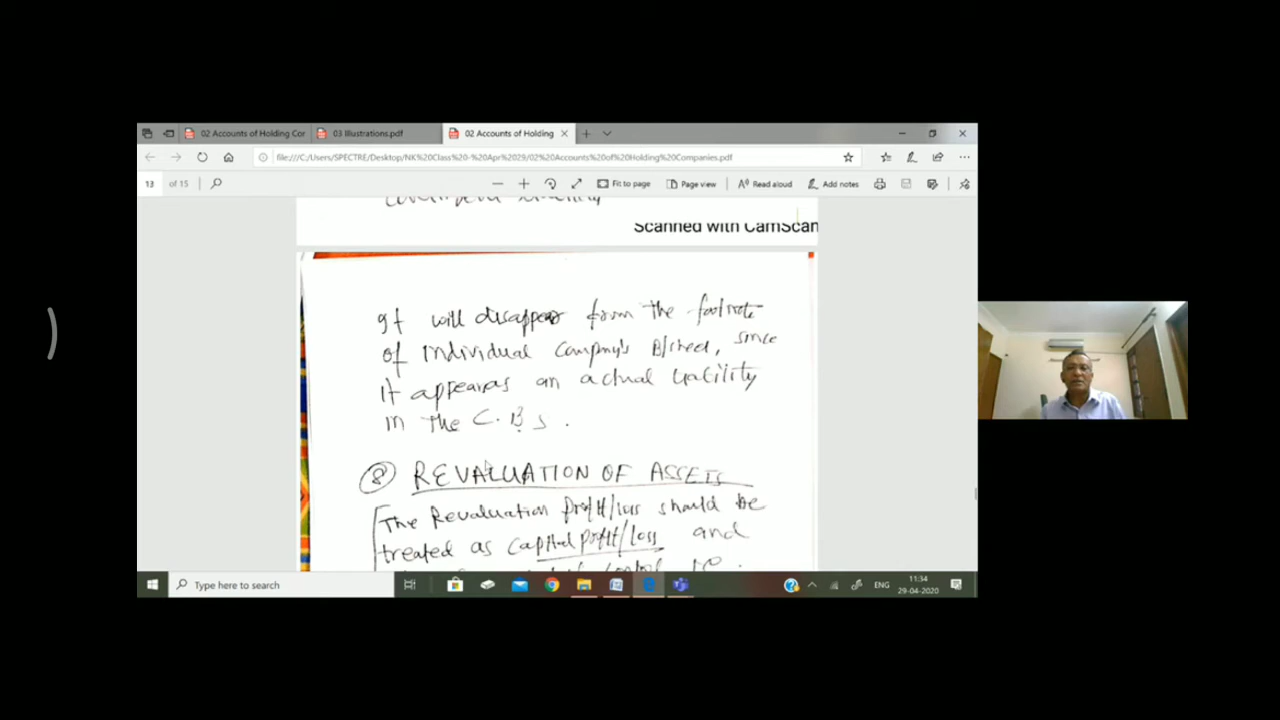 02 Accounts of Holding Cor
03 Illustrations.pdf
02 Accounts of Holding
file:///C:/Users/SPECTRE/Desktop/NK%20Class%20-%20Apr%2029/02%20Accounts%20of%20Holding%20Companies.pdf
13 of 15
Fit to page
Page view
Read aloud
Add notes
Scanned with CamScan
It will disappear from the footnote
of individual Company's B/sheet, since
it appears as an actual liability
in the C.B.S.
⑧ REVALUATION OF ASSETS
The Revaluation profit/loss should be
treated as capital profit/loss and
Type here to search
ENG
11:34
29-04-2020